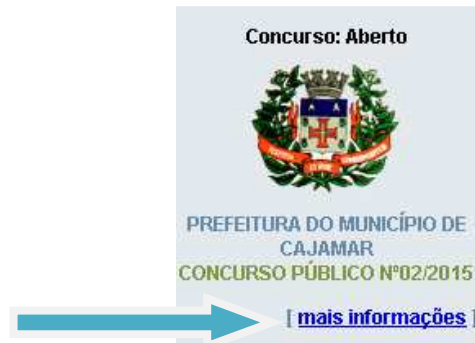 Concurso: Aberto
PREFEITURA DO MUNICÍPIO DE
CAJAMAR
CONCURSO PÚBLICO Nº02/2015
[ mais informações ]